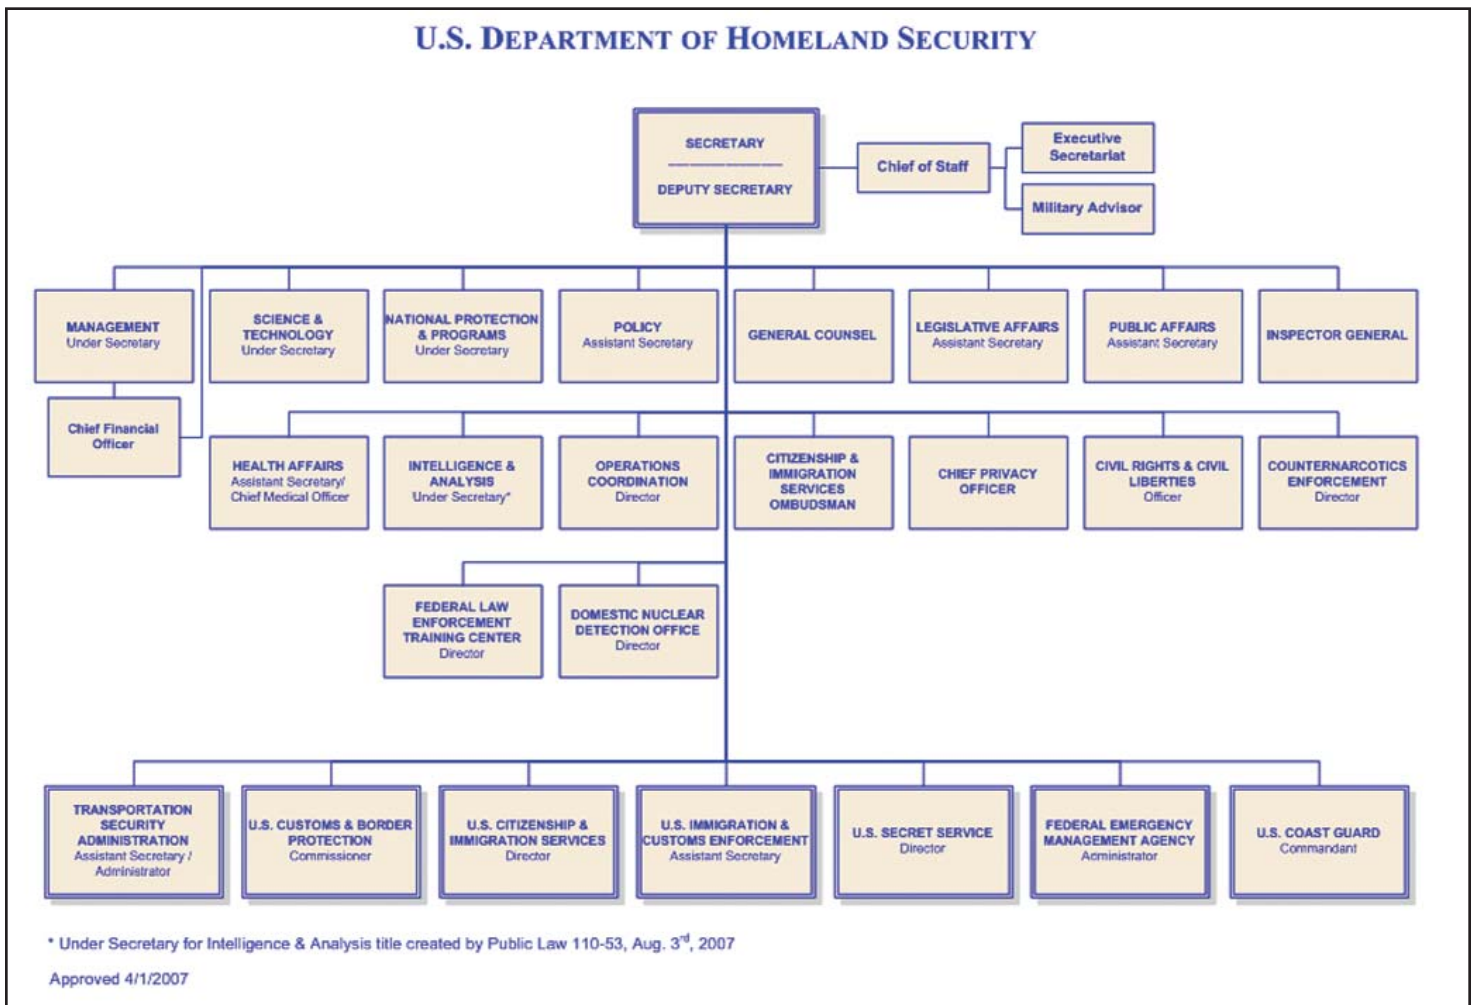 U.S. DEPARTMENT OF HOMELAND SECURITY
SECRETARY
DEPUTY SECRETARY
Chief of Staff
Executive
Secretariat
Military Advisor
MANAGEMENT
Under Secretary
SCIENCE &
TECHNOLOGY
Under Secretary
NATIONAL PROTECTION
& PROGRAMS
Under Secretary
POLICY
Assistant Secretary
GENERAL COUNSEL
LEGISLATIVE AFFAIRS
Assistant Secretary
PUBLIC AFFAIRS
Assistant Secretary
INSPECTOR GENERAL
Chief Financial
Officer
HEALTH AFFAIRS
Assistant Secretary/
Chief Medical Officer
INTELLIGENCE &
ANALYSIS
Under Secretary*
OPERATIONS
COORDINATION
Director
CITIZENSHIP &
IMMIGRATION
SERVICES
OMBUDSMAN
CHIEF PRIVACY
OFFICER
CIVIL RIGHTS & CIVIL
LIBERTIES
Officer
COUNTERNARCOTICS
ENFORCEMENT
Director
FEDERAL LAW
ENFORCEMENT
TRAINING CENTER
Director
DOMESTIC NUCLEAR
DETECTION OFFICE
Director
TRANSPORTATION
SECURITY
ADMINISTRATION
Assistant Secretary /
Administrator
U.S. CUSTOMS & BORDER
PROTECTION
Commissioner
U.S. CITIZENSHIP &
IMMIGRATION SERVICES
Director
U.S. IMMIGRATION &
CUSTOMS ENFORCEMENT
Assistant Secretary
U.S. SECRET SERVICE
Director
FEDERAL EMERGENCY
MANAGEMENT AGENCY
Administrator
U.S. COAST GUARD
Commandant
* Under Secretary for Intelligence & Analysis title created by Public Law 110-53, Aug. 3rd, 2007
Approved 4/1/2007